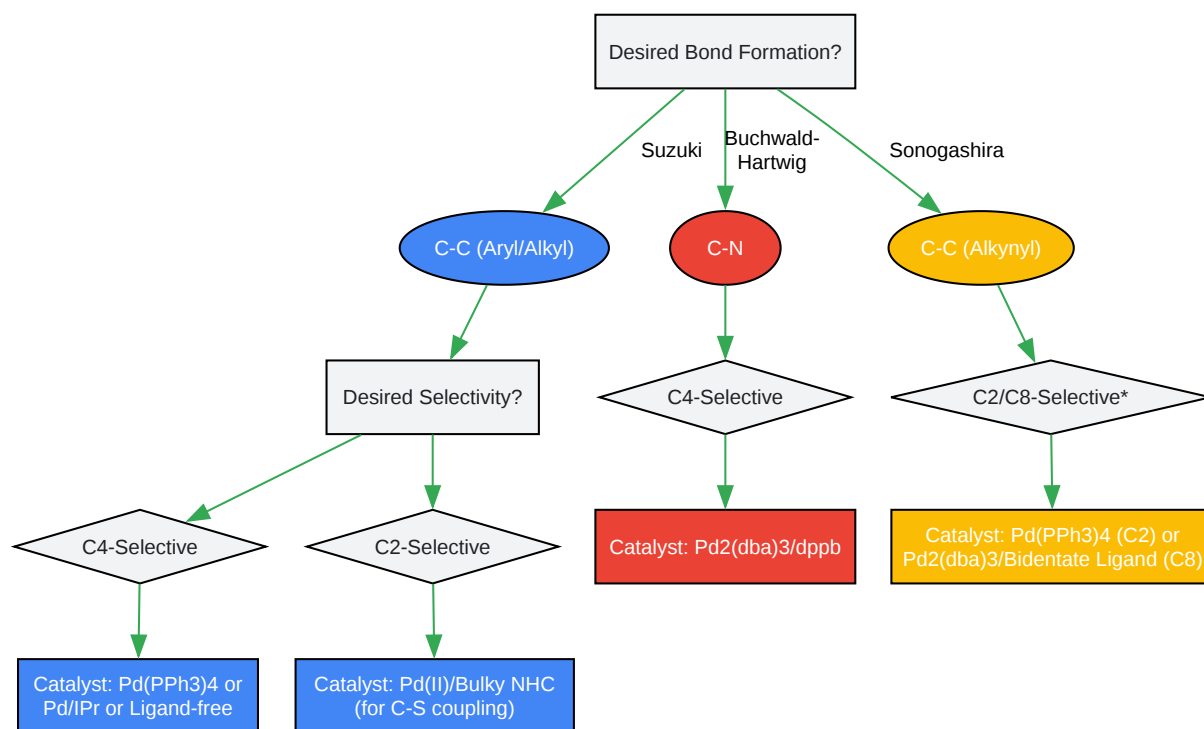 Desired Bond Formation?
Suzuki
Buchwald-
Hartwig
Sonogashira
C-C (Aryl/Alkyl)
C-N
C-C (Alkynyl)
Desired Selectivity?
C4-Selective
C2/C8-Selective*
C4-Selective
C2-Selective
Catalyst: Pd2(dba)3/dppb
Catalyst: Pd(PPh3)4 (C2) or
Pd2(dba)3/Bidentate Ligand (C8)
Catalyst: Pd(PPh3)4 or
Pd/IPr or Ligand-free
Catalyst: Pd(II)/Bulky NHC
(for C-S coupling)